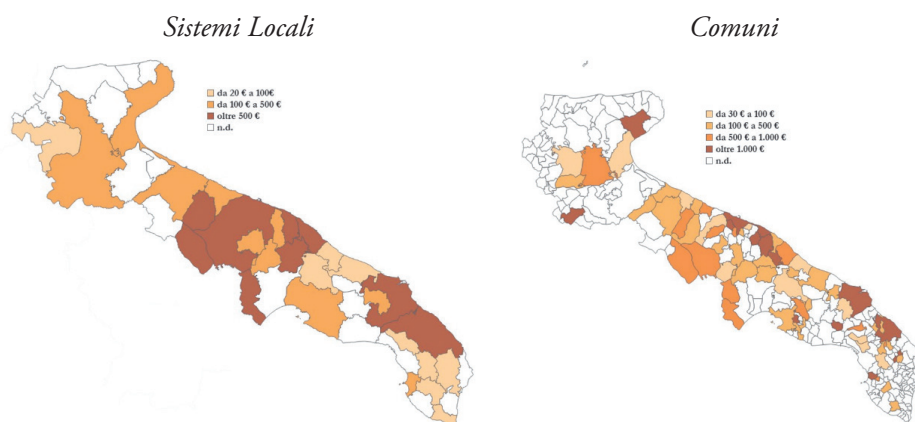 Sistemi Locali
da 20 € a 100€
da 100 € a 500 €
oltre 500 €
n.d.
Comuni
da 30 € a 100 €
da 100 € a 500 €
da 500 € a 1.000 €
oltre 1.000 €
n.d.